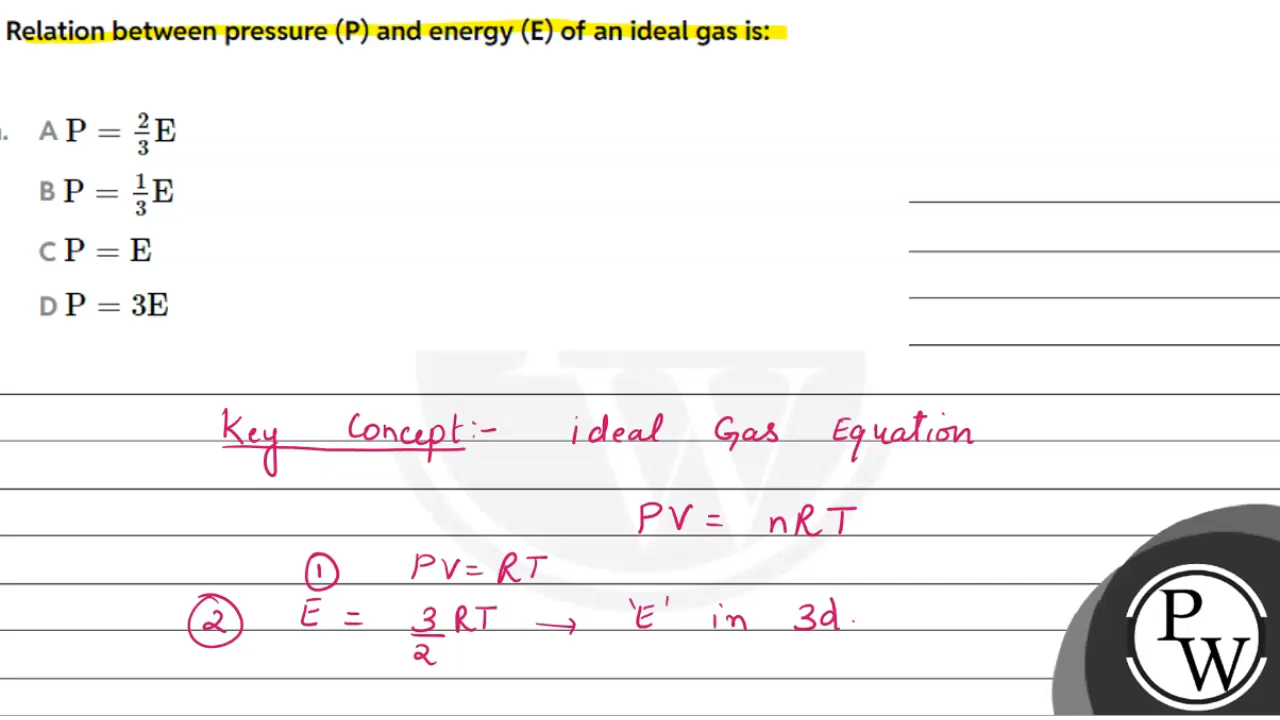 Relation between pressure (P) and energy (E) of an ideal gas is:
A P = 2/3 E
B P = 1/3 E
C P = E
D P = 3E
Key Concept:- ideal Gas Equation
PV = nRT
① PV = RT
② E = 3/2 RT → 'E' in 3d.
PW